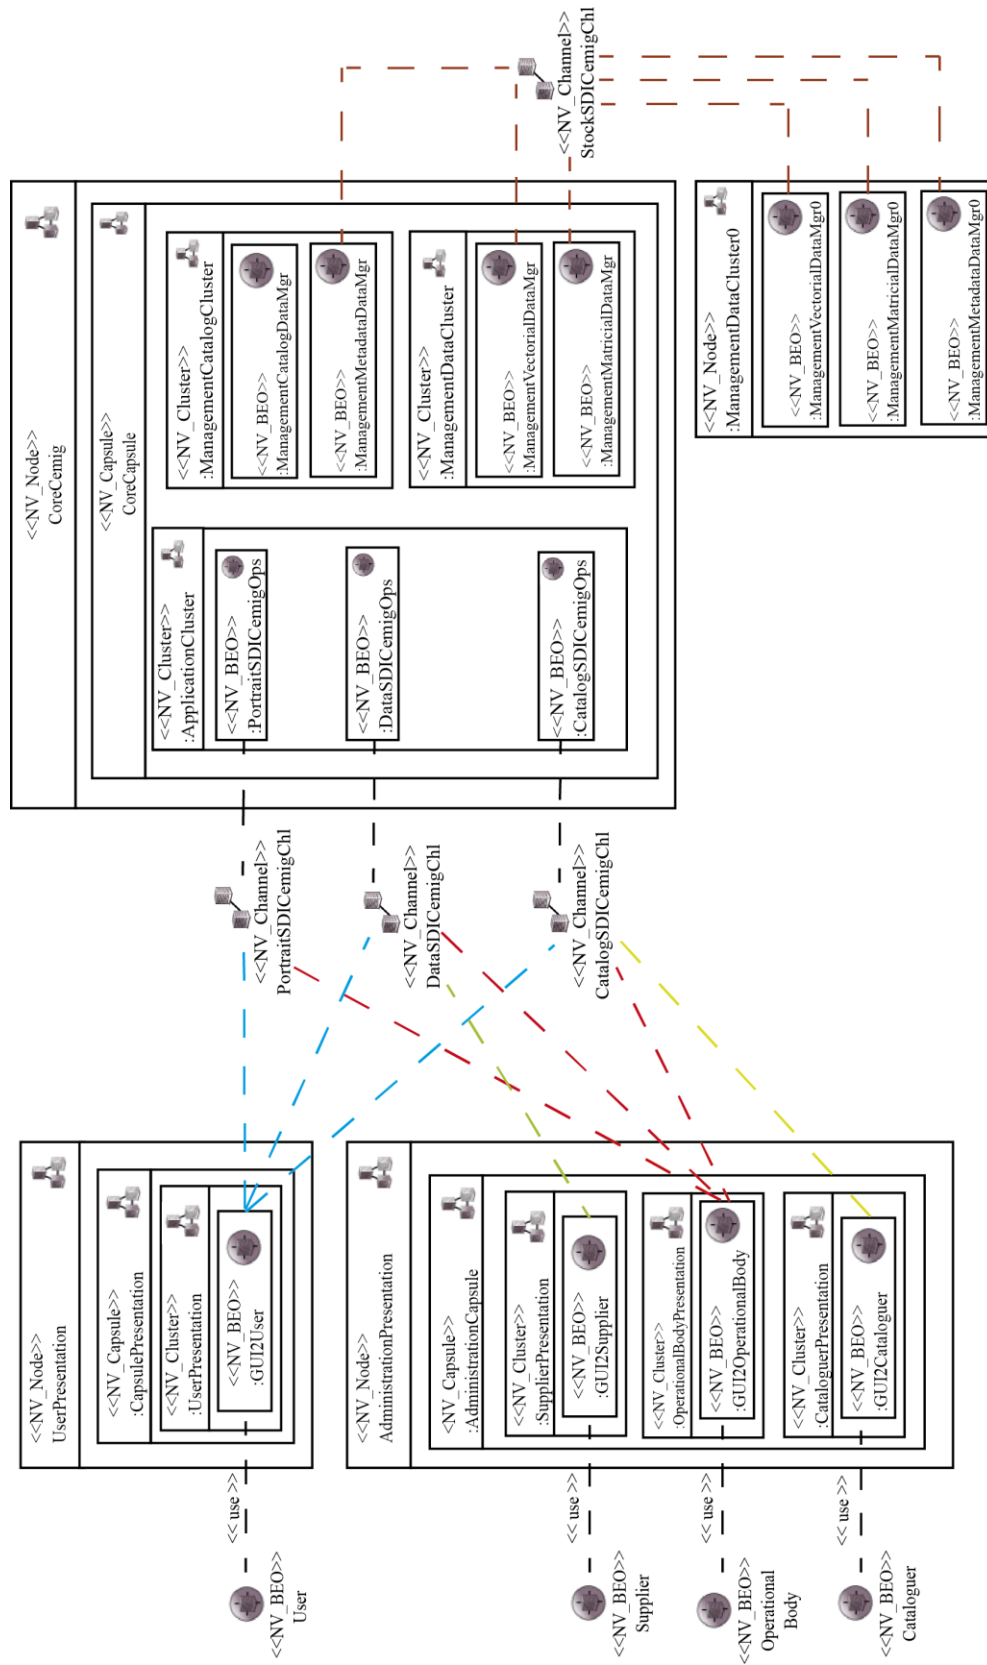 <<NV_Node>>
UserPresentation
<<NV_Capsule>>
:CapsulePresentation
<<NV_Cluster>>
:UserPresentation
<<NV_BEO>>
:GUI2User
<< use >>
<<NV_BEO>>
User
<<NV_Node>>
AdministrationPresentation
<<NV_Capsule>>
:AdministrationCapsule
<<NV_Cluster>>
:SupplierPresentation
<<NV_BEO>>
:GUI2Supplier
<< use >>
<<NV_BEO>>
Supplier
<<NV_Cluster>>
:OperationalBodyPresentation
<<NV_BEO>>
:GUI2OperationalBody
<< use >>
<<NV_BEO>>
Operational
Body
<<NV_Cluster>>
:CataloguerPresentation
<<NV_BEO>>
:GUI2Cataloguer
<< use >>
<<NV_BEO>>
Cataloguer
<<NV_Channel>>
PortraitSDICemigChl
<<NV_Channel>>
DataSDICemigChl
<<NV_Channel>>
CatalogSDICemigChl
<<NV_Node>>
CoreCemig
<<NV_Capsule>>
CoreCapsule
<<NV_Cluster>>
:ApplicationCluster
<<NV_BEO>>
:PortraitSDICemigOps
<<NV_BEO>>
:DataSDICemigOps
<<NV_BEO>>
:CatalogSDICemigOps
<<NV_Cluster>>
:ManagementCatalogCluster
<<NV_BEO>>
:ManagementCatalogDataMgr
<<NV_BEO>>
:ManagementMetadataDataMgr
<<NV_Cluster>>
:ManagementDataCluster
<<NV_BEO>>
:ManagementVectorialDataMgr
<<NV_BEO>>
:ManagementMatricialDataMgr
<<NV_Channel>>
StockSDICemigChl
<<NV_Node>>
:ManagementDataCluster0
<<NV_BEO>>
:ManagementVectorialDataMgr0
<<NV_BEO>>
:ManagementMatricialDataMgr0
<<NV_BEO>>
:ManagementMetadataDataMgr0